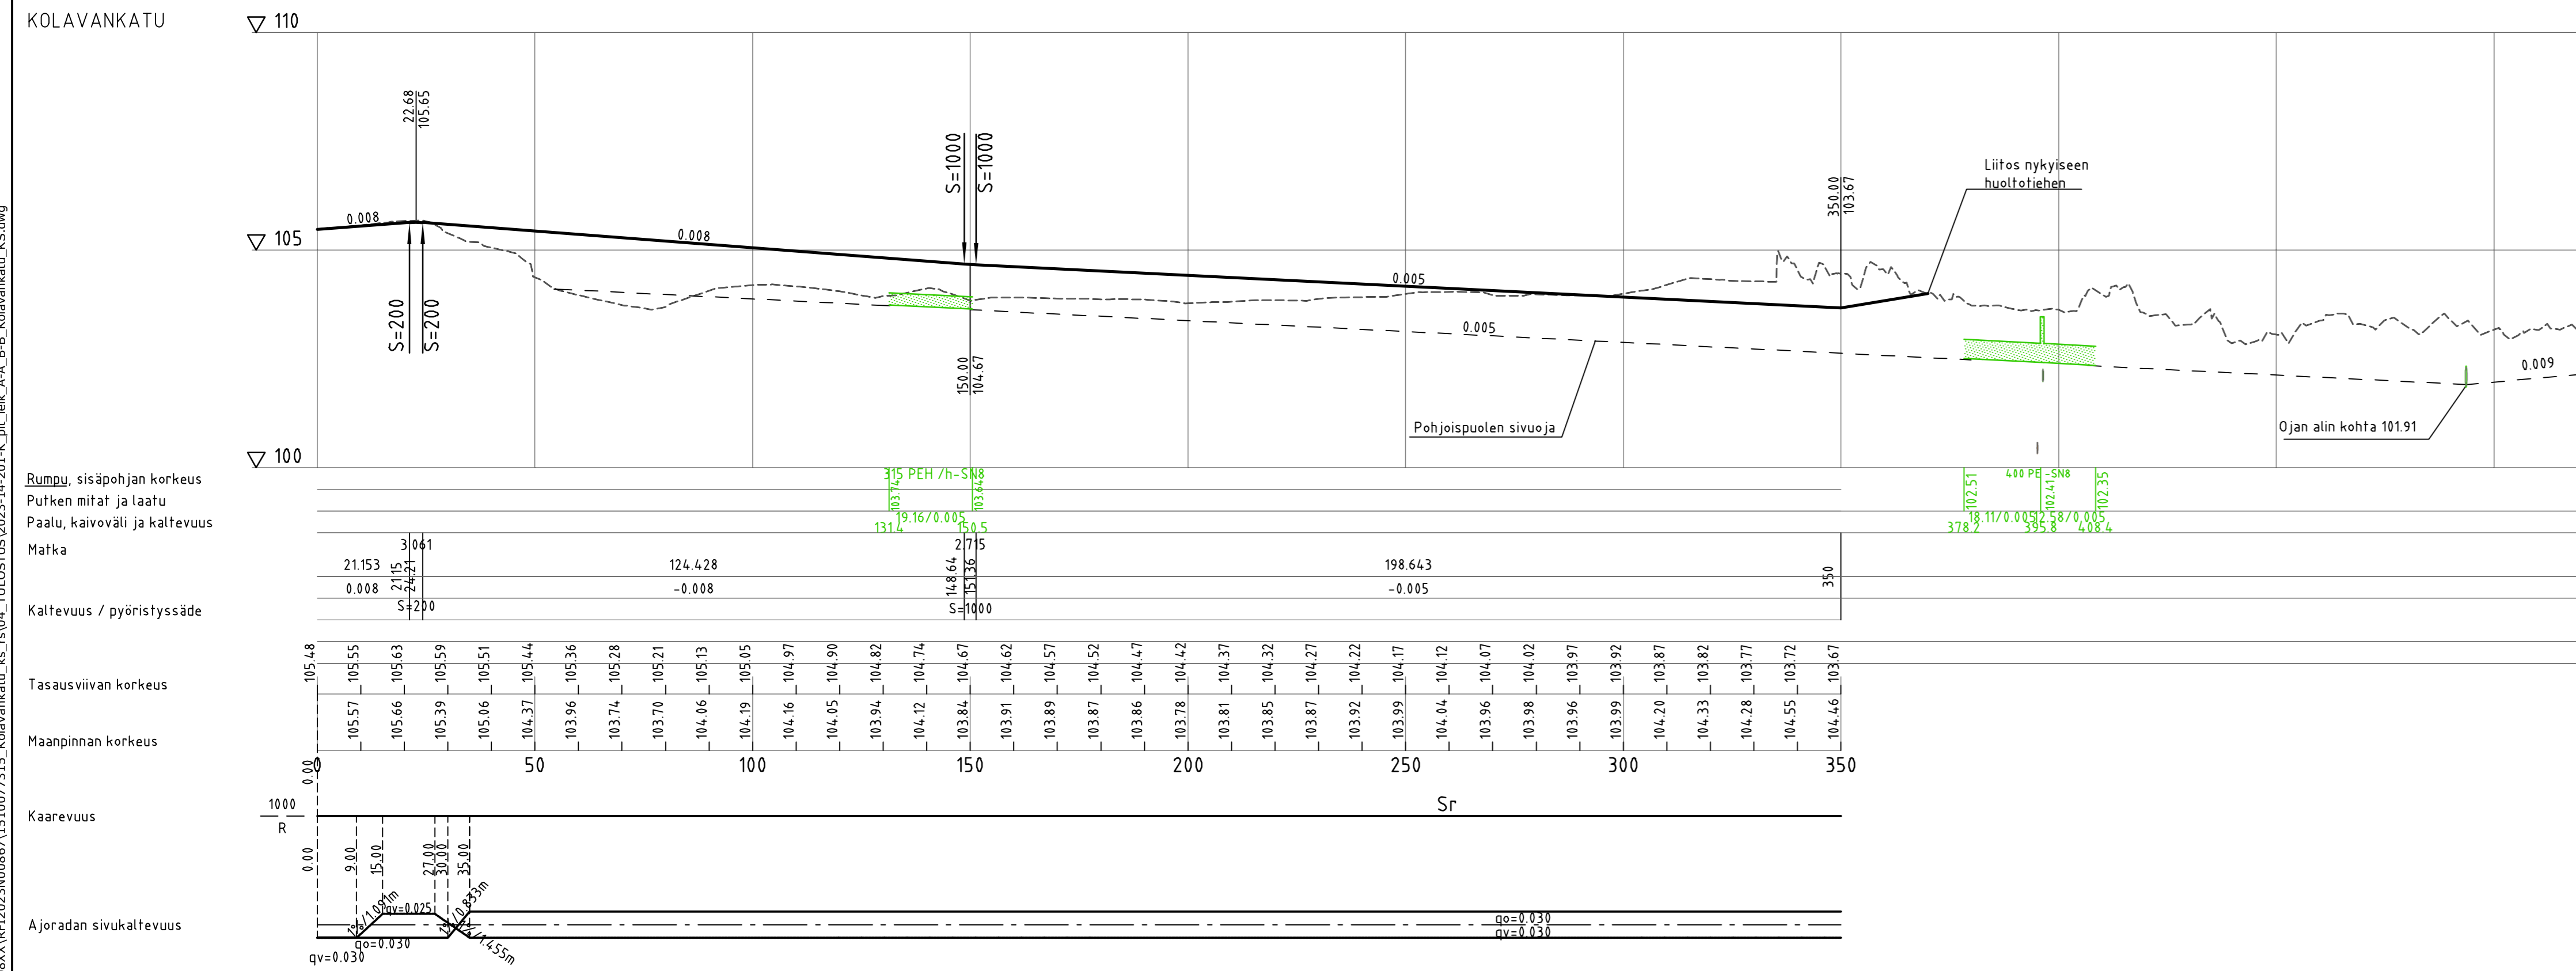 KOLAVANKATU
110
22.68
105.65
S=1000
S=1000
Liitos nykyiseen
huoltotiehen
350.00
103.67
0.008
0.008
105
0.005
S=200
S=200
0.005
150.00
104.67
0.009
Pohjoispuolen sivuoja
Ojan alin kohta 101.91
100
Rumpu, sisäpohjan korkeus
315 PEH /h-SN8
400 PE -SN8
Putken mitat ja laatu
103.74
103.64
102.51
102.41
102.35
Paalu, kaivoväli ja kaltevuus
19.16/0.005
18.11/0.005
12.58/0.005
131.4
150.5
378.2
395.8
408.4
Matka
3.061
2.715
21.153
21.15
24.21
124.428
148.64
151.36
198.643
350
0.008
-0.008
-0.005
Kaltevuus / pyöristyssäde
S=200
S=1000
Tasausviivan korkeus
105.48 105.55 105.63 105.59 105.51 105.44 105.36 105.28 105.21 105.13 105.05 104.97 104.90 104.82 104.74 104.67 104.62 104.57 104.52 104.47 104.42 104.37 104.32 104.27 104.22 104.17 104.12 104.07 104.02 103.97 103.92 103.87 103.82 103.77 103.72 103.67
Maanpinnan korkeus
105.57 105.66 105.39 105.06 104.37 103.96 103.74 103.70 104.06 104.19 104.16 104.05 103.94 104.12 103.84 103.91 103.89 103.87 103.86 103.78 103.81 103.85 103.87 103.92 103.99 104.04 103.96 103.98 103.96 103.99 104.20 104.33 104.28 104.55 104.46
0 50 100 150 200 250 300 350
0.00
Kaarevuus
1000
R
Sr
0.00
9.00
15.00
27.00
30.00
35.00
Ajoradan sivukaltevuus
1%/1.091m
qv=0.025
1%/0.833m
1%/1.455m
qo=0.030
qv=0.030
qo=0.030
qv=0.030